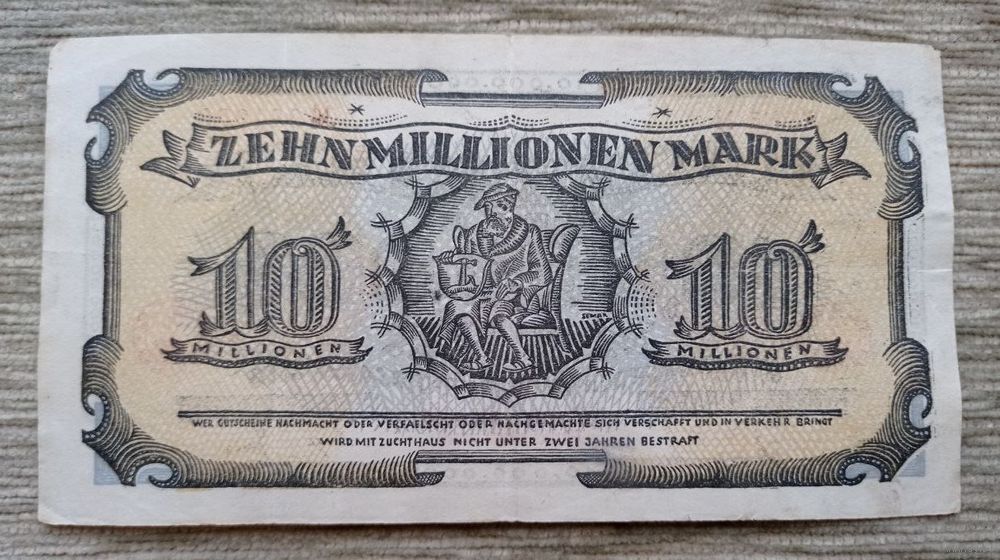 ZEHN MILLIONEN MARK
10
MILLIONEN
SEMAR
10
MILLIONEN
WER GUTSCHEINE NACHMACHT ODER VERFAELSCHT ODER NACHGEMACHTE SICH VERSCHAFFT UND IN VERKEHR BRINGT
WIRD MIT ZUCHTHAUS NICHT UNTER ZWEI JAHREN BESTRAFT